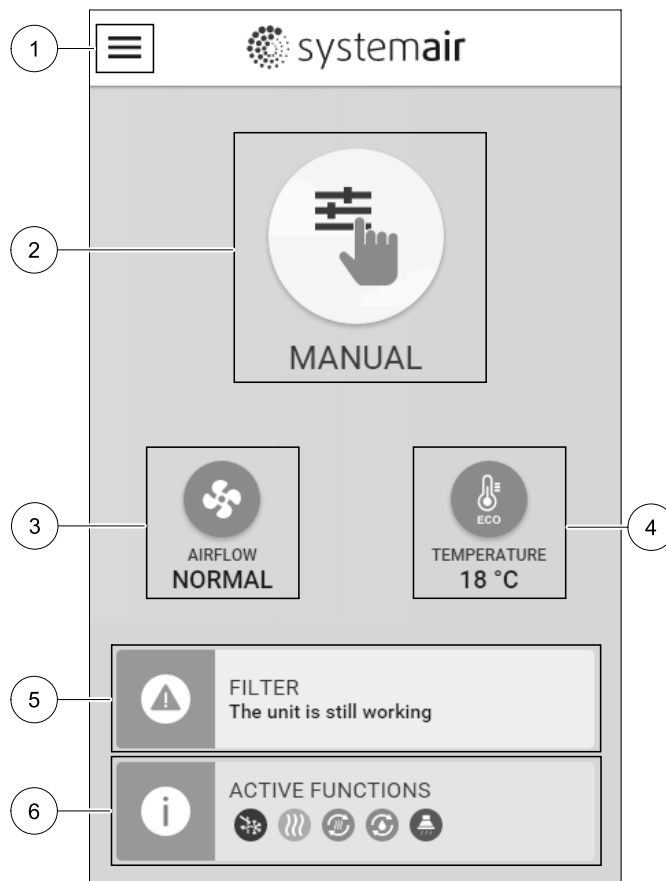 1
systemair
2
MANUAL
3
AIRFLOW
NORMAL
ECO
TEMPERATURE
18 °C
4
5
FILTER
The unit is still working
6
i
ACTIVE FUNCTIONS